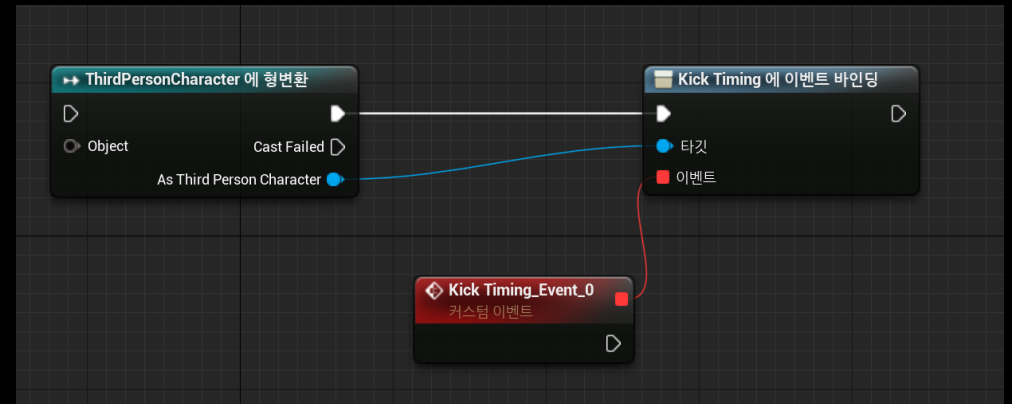 ThirdPersonCharacter 에 형변환
Object
Cast Failed
As Third Person Character
Kick Timing 에 이벤트 바인딩
타깃
이벤트
Kick Timing_Event_0
커스텀 이벤트